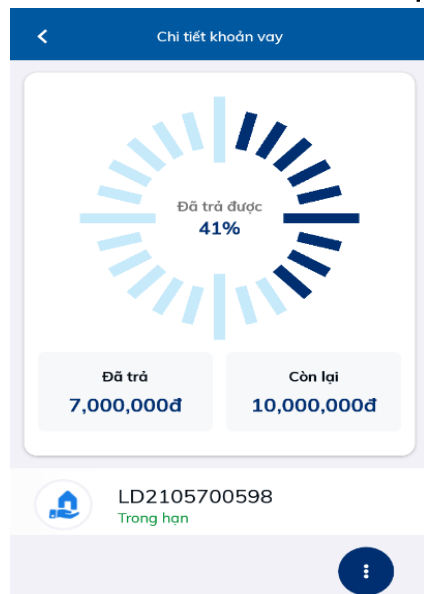 Chi tiết khoản vay
Đã trả được
41%
Đã trả
7,000,000đ
Còn lại
10,000,000đ
LD2105700598
Trong hạn